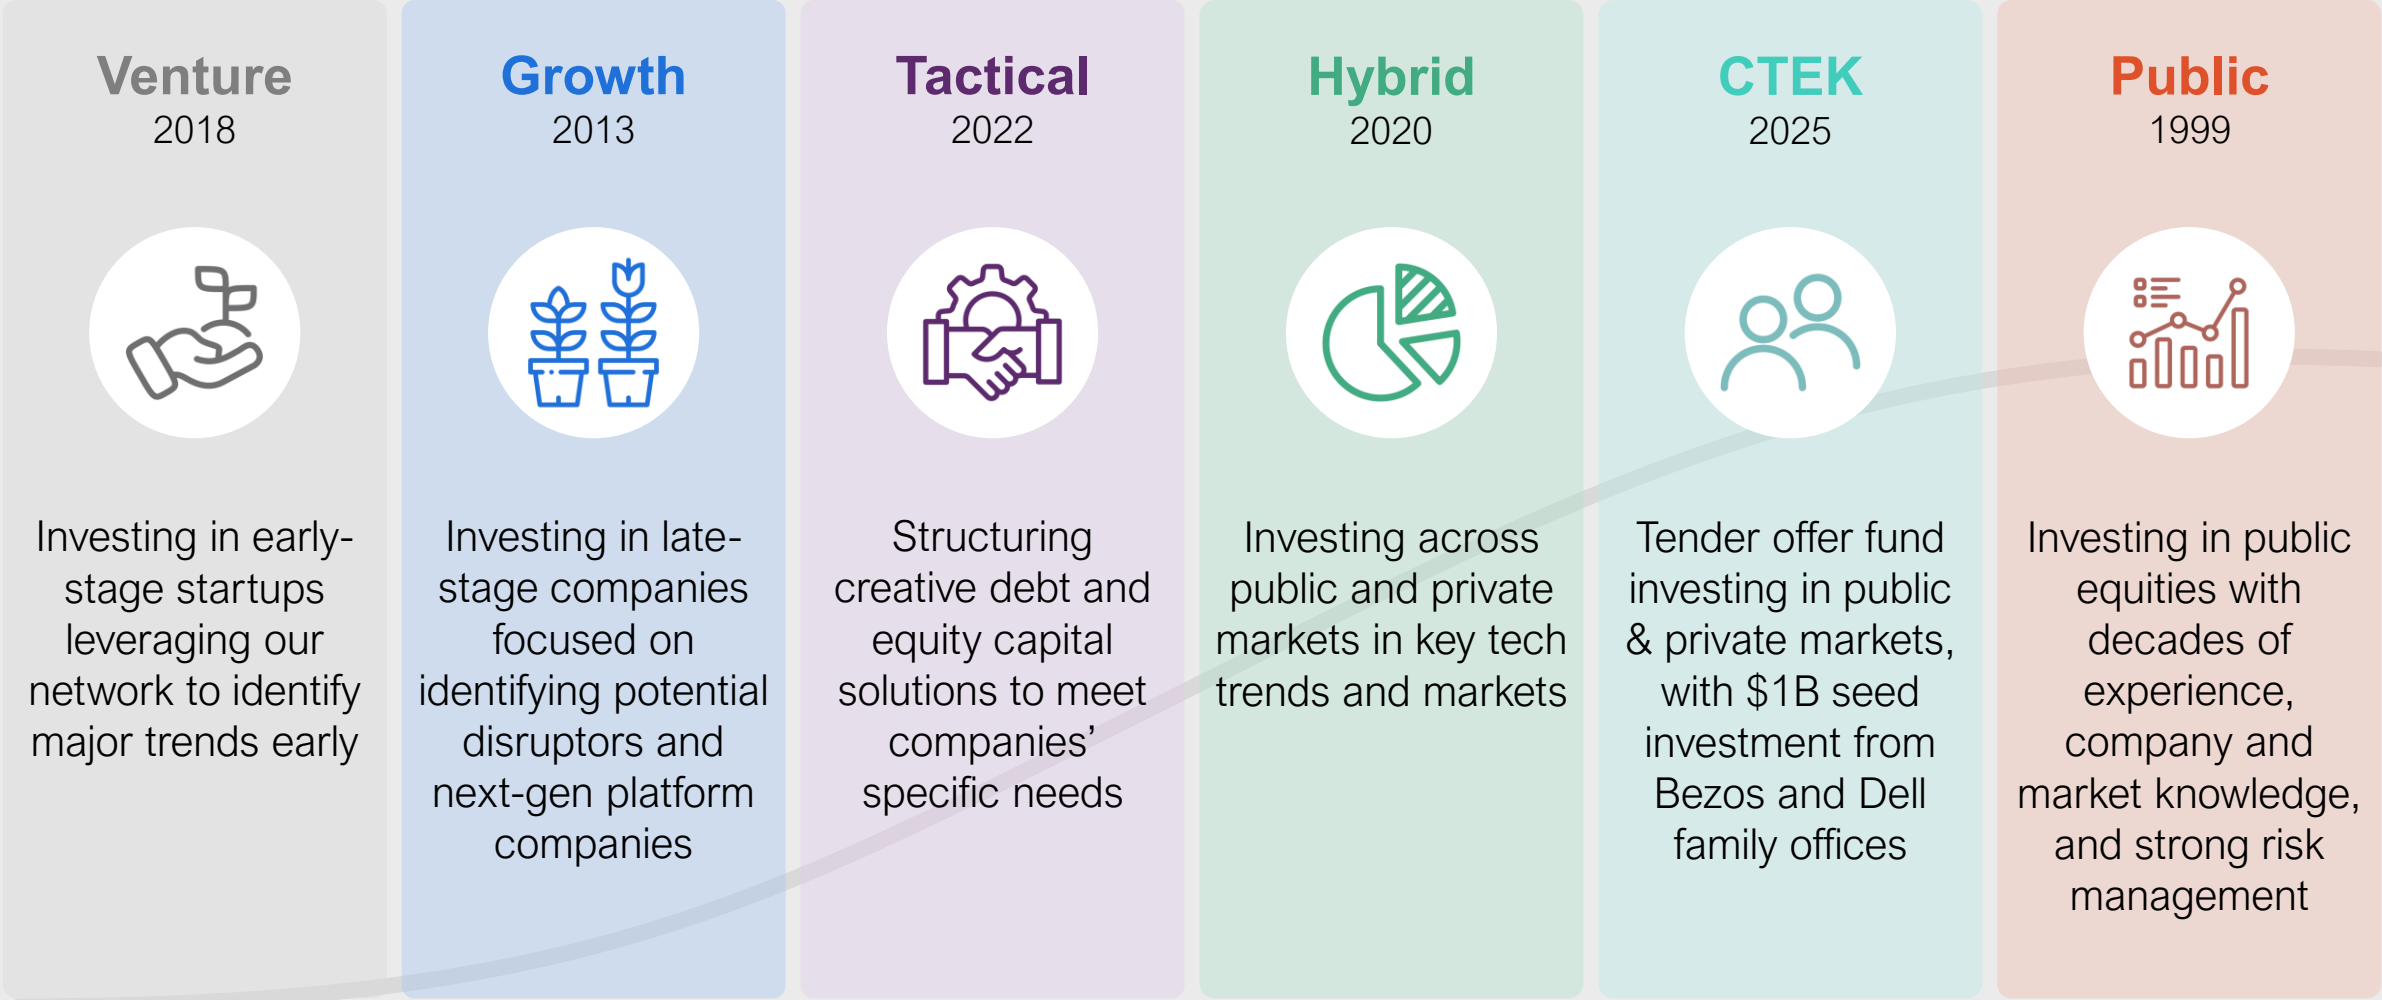 Venture
2018
Investing in early-
stage startups
leveraging our
network to identify
major trends early
Growth
2013
Investing in late-
stage companies
focused on
identifying potential
disruptors and
next-gen platform
companies
Tactical
2022
Structuring
creative debt and
equity capital
solutions to meet
companies’
specific needs
Hybrid
2020
Investing across
public and private
markets in key tech
trends and markets
CTEK
2025
Tender offer fund
investing in public
& private markets,
with $1B seed
investment from
Bezos and Dell
family offices
Public
1999
Investing in public
equities with
decades of
experience,
company and
market knowledge,
and strong risk
management